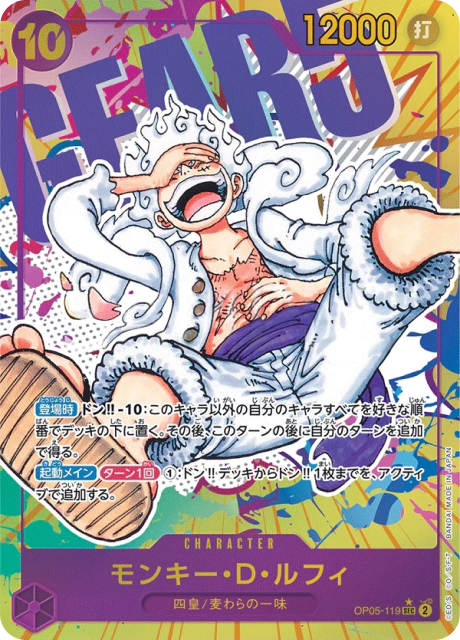 10
12000 打
GEAR5
登場時 ドン!!-10：このキャラ以外の自分のキャラすべてを好きな順
番でデッキの下に置く。その後、このターンの後に自分のターンを追加
で得る。
起動メイン ターン1回 ①：ドン!!デッキからドン!!1枚までを、アクティ
ブで追加する。
CHARACTER
モンキー・D・ルフィ
四皇/麦わらの一味
OP05-119 SEC 2
©E.O./S. ©./S.,F.,T. BANDAI MADE IN JAPAN